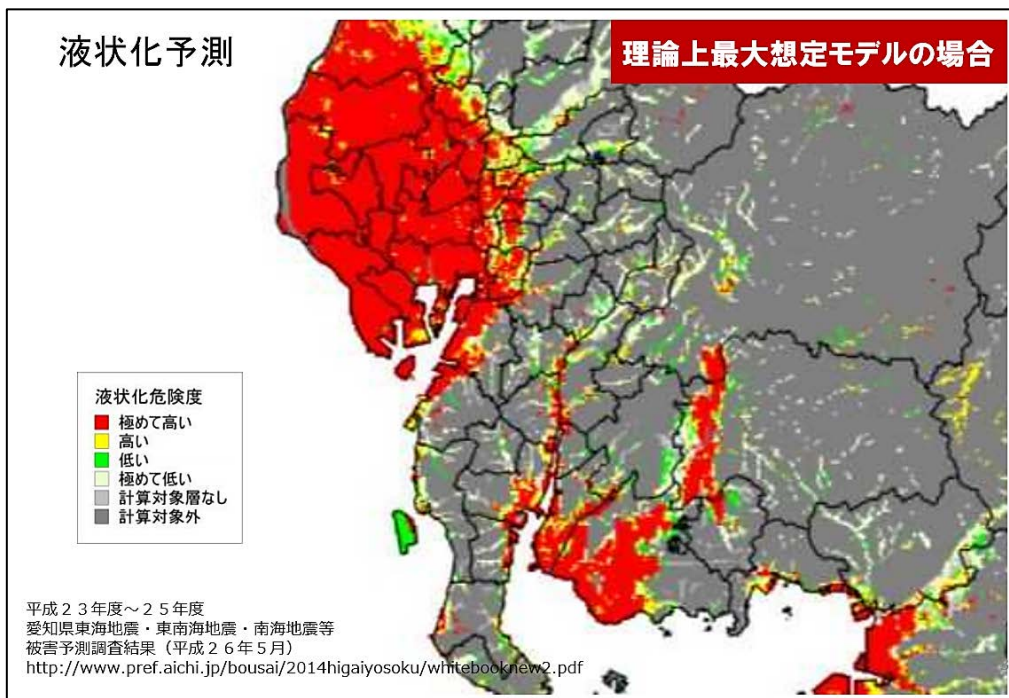 液状化予測
理論上最大想定モデルの場合
液状化危険度
極めて高い
高い
低い
極めて低い
計算対象層なし
計算対象外
平成２３年度～２５年度
愛知県東海地震・東南海地震・南海地震等
被害予測調査結果（平成２６年５月）
http://www.pref.aichi.jp/bousai/2014higaiyosoku/whitebooknew2.pdf